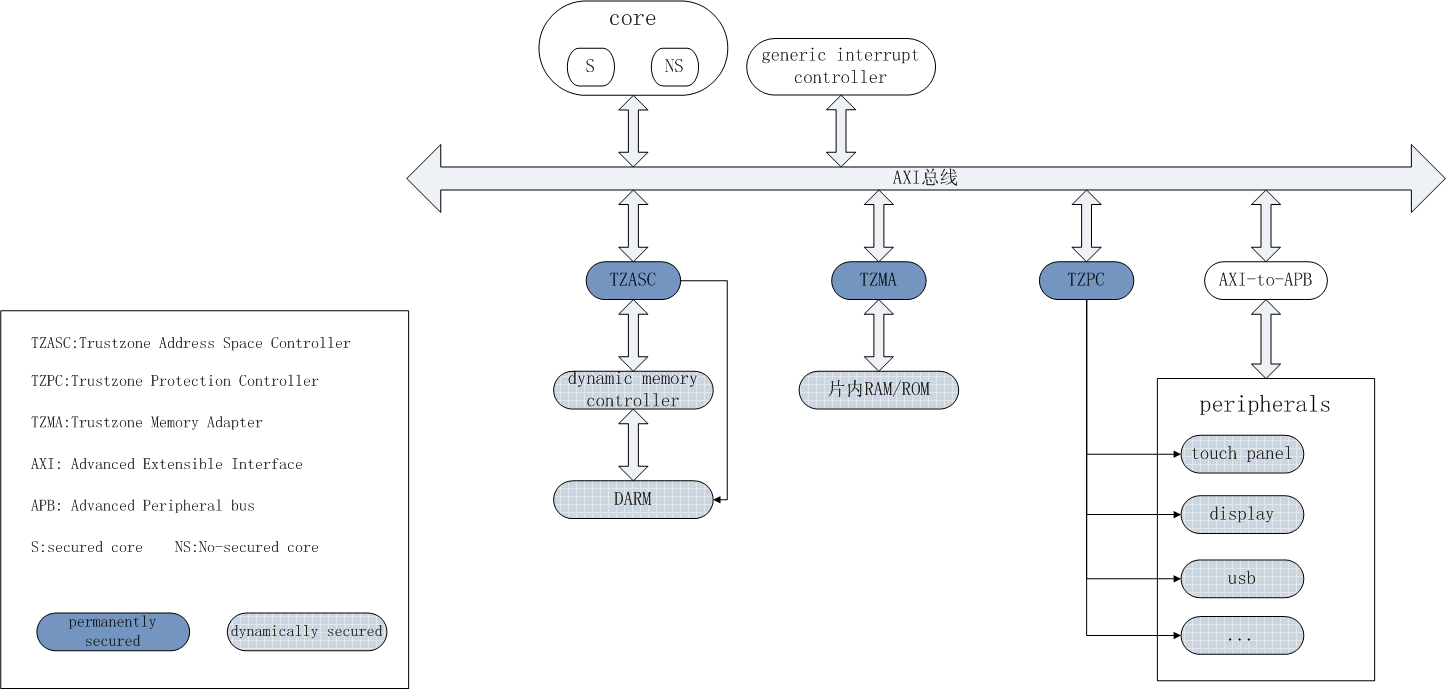 core
S
NS
generic interrupt
controller
AXI总线
TZASC
TZMA
TZPC
AXI-to-APB
dynamic memory
controller
片内RAM/ROM
DARM
peripherals
touch panel
display
usb
...
TZASC:Trustzone Address Space Controller
TZPC:Trustzone Protection Controller
TZMA:Trustzone Memory Adapter
AXI: Advanced Extensible Interface
APB: Advanced Peripheral bus
S:secured core    NS:No-secured core
permanently
secured
dynamically secured